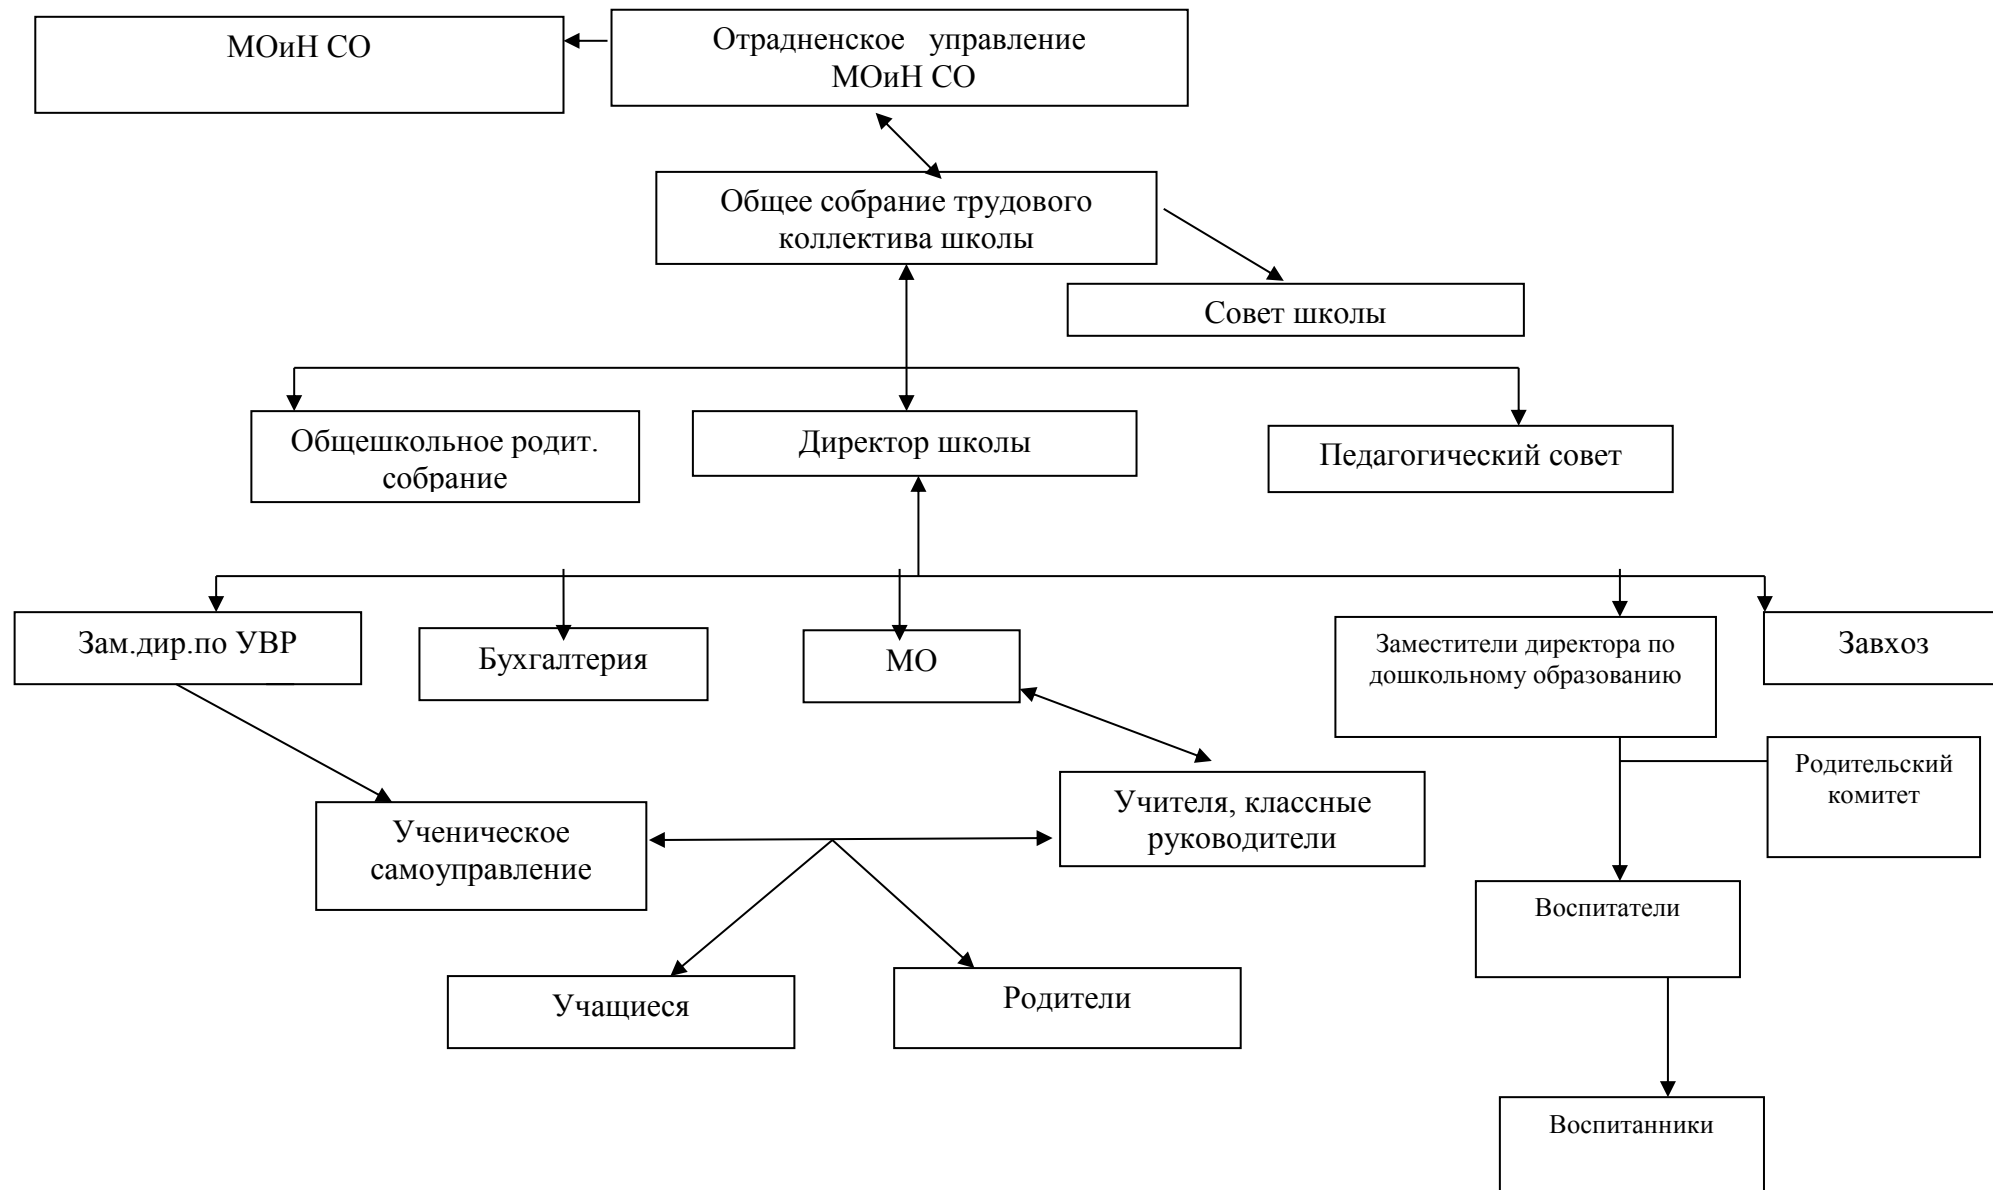 МОиН СО
Отрадненское управление
МОиН СО
Общее собрание трудового
коллектива школы
Совет школы
Общешкольное родит.
собрание
Директор школы
Педагогический совет
Зам.дир.по УВР
Бухгалтерия
МО
Заместители директора по
дошкольному образованию
Завхоз
Родительский
комитет
Учителя, классные
руководители
Ученическое
самоуправление
Воспитатели
Учащиеся
Родители
Воспитанники